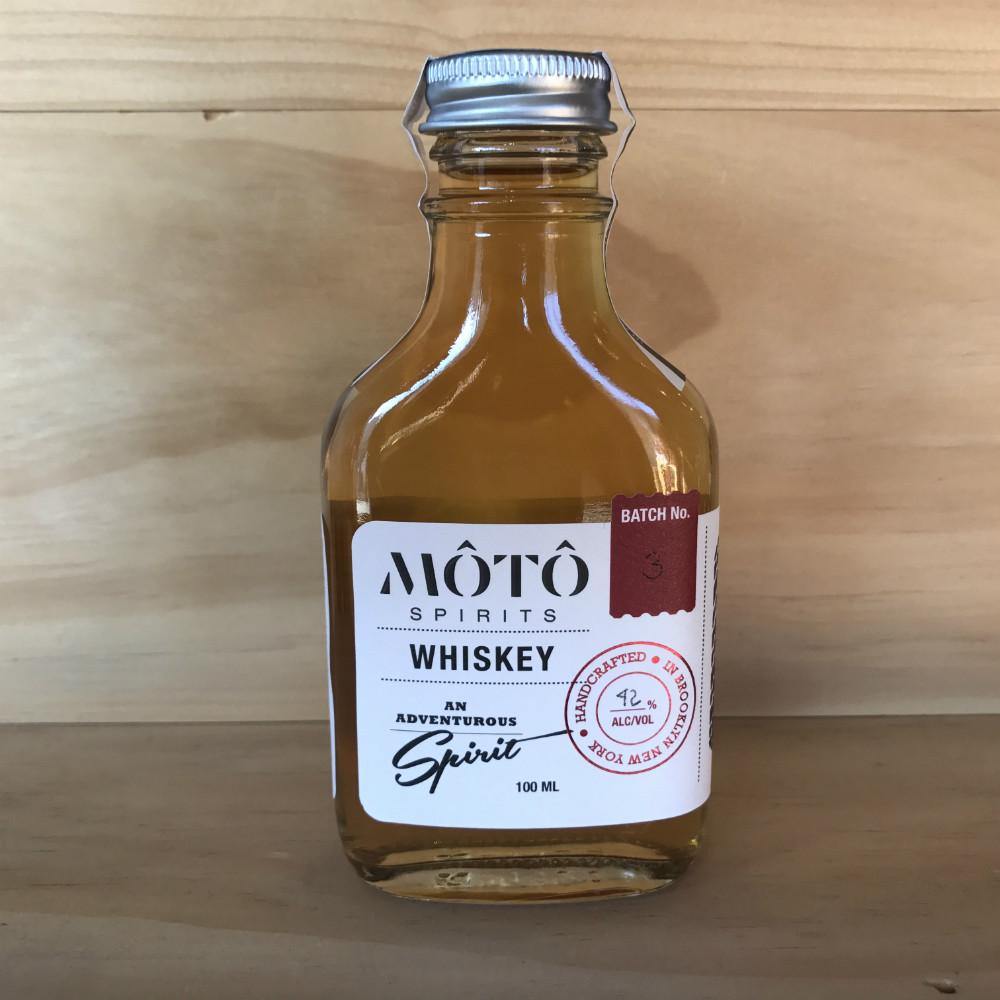 BATCH No.
3
MÔTÔ
SPIRITS
WHISKEY
AN
ADVENTUROUS
Spirit
100 ML
HANDCRAFTED • IN BROOKLYN NEW YORK •
42 %
ALC/VOL